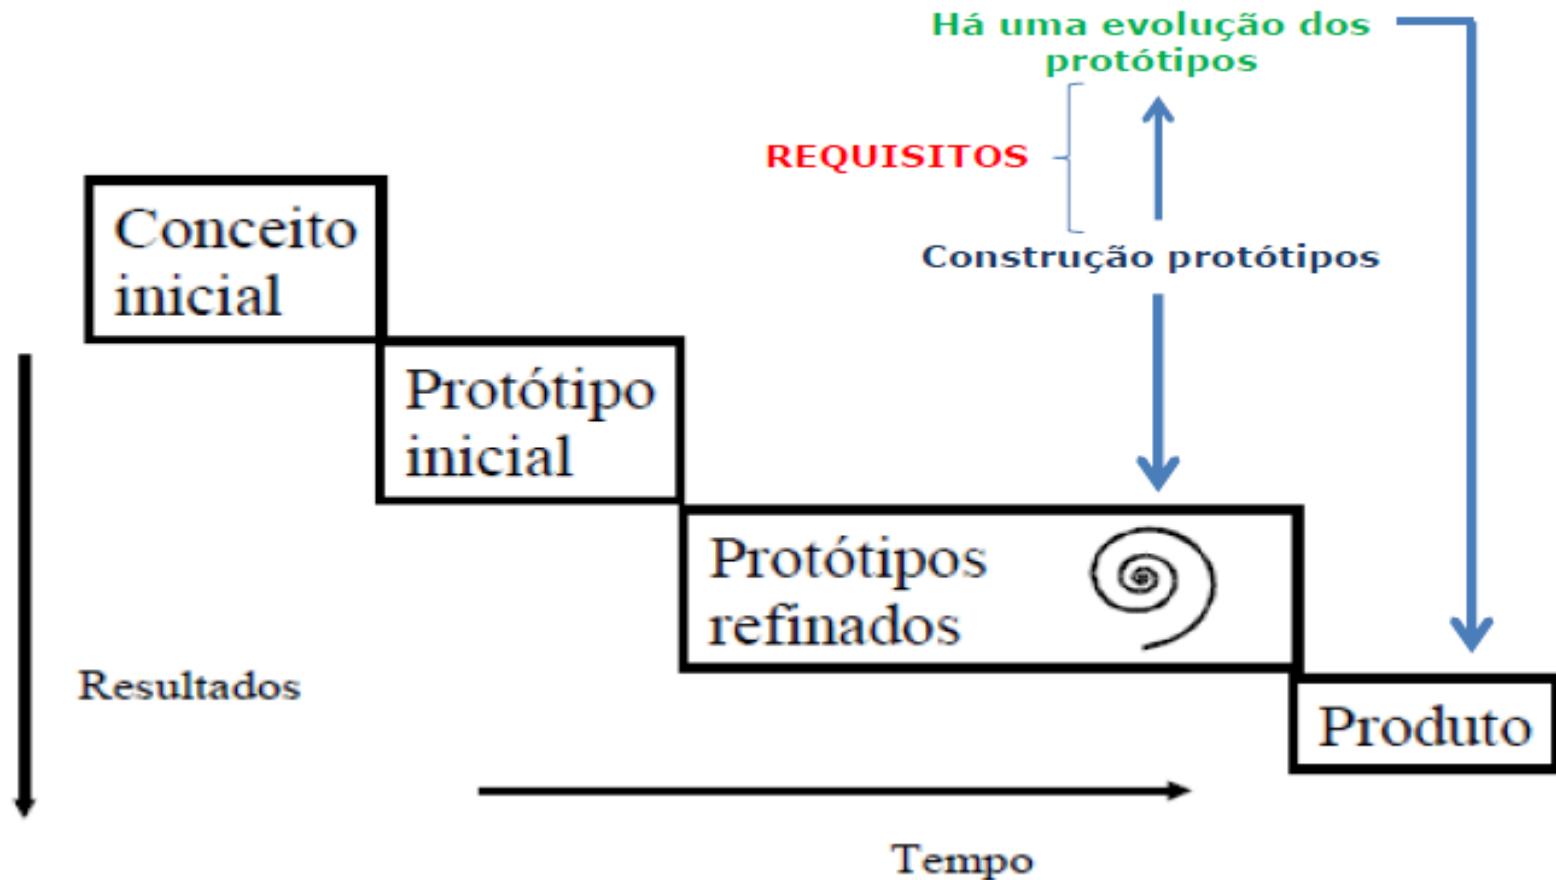 Há uma evolução dos
protótipos
REQUISITOS
Construção protótipos
Conceito
inicial
Protótipo
inicial
Protótipos
refinados
Produto
Resultados
Tempo